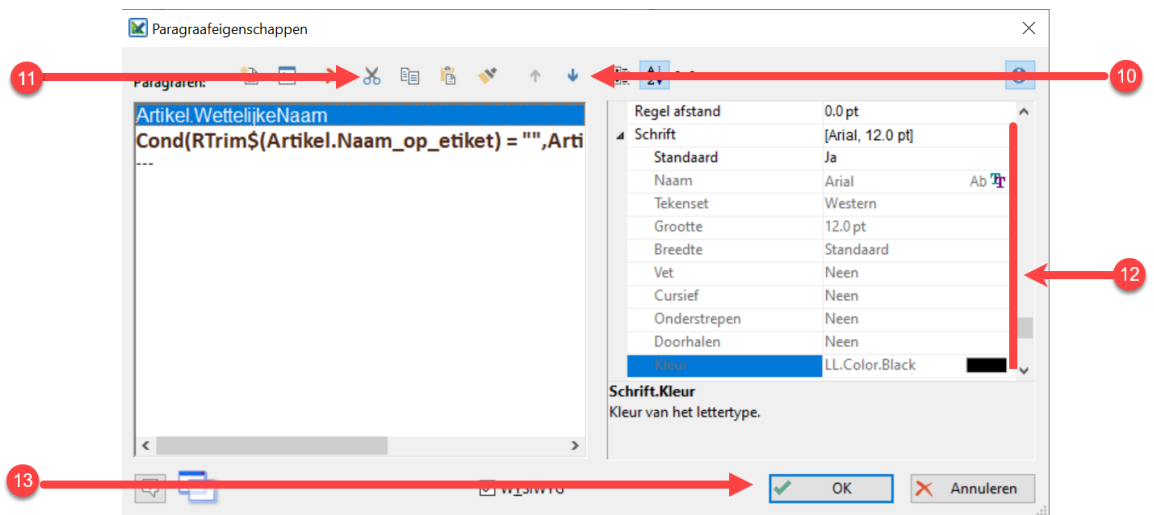 Paragraafeigenschappen
11
10
Paragrafen:
Artikel.WettelijkeNaam
Cond(RTrim$(Artikel.Naam_op_etiket) = "",Arti
---
Regel afstand 0.0 pt
Schrift [Arial, 12.0 pt]
Standaard Ja
Naam Arial Ab
Tekenset Western
Grootte 12.0 pt
Breedte Standaard
Vet Neen
Cursief Neen
Onderstrepen Neen
Doorhalen Neen
Kleur LL.Color.Black
12
Schrift.Kleur
Kleur van het lettertype.
13
WYSIWYG
OK
Annuleren